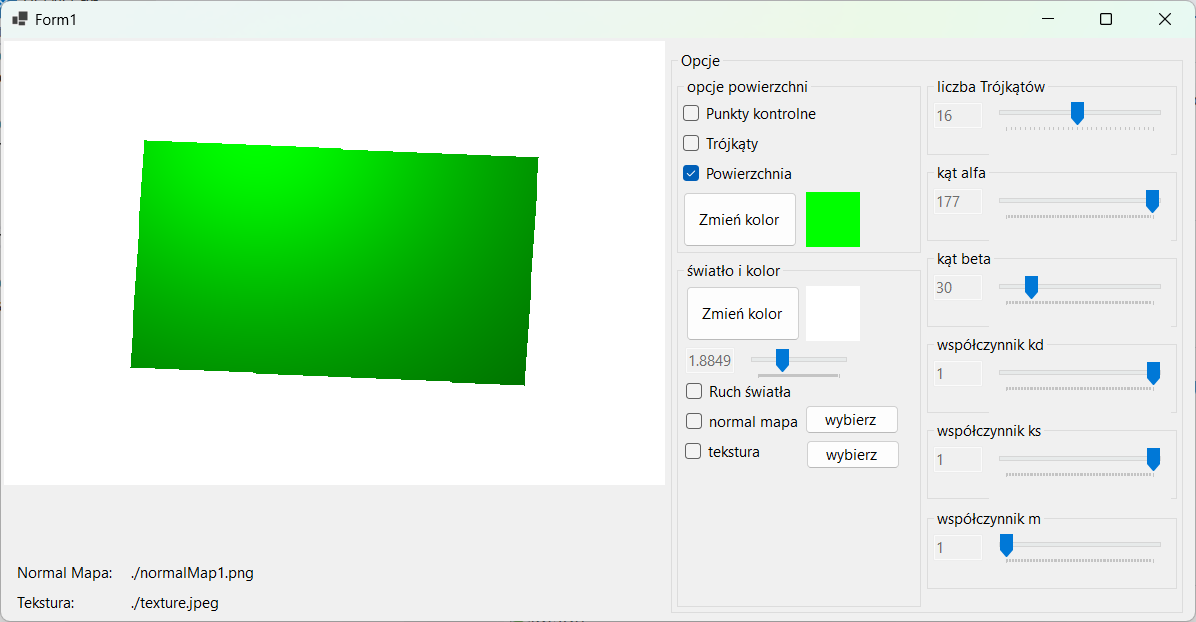 Form1
Opcje
opcje powierzchni
Punkty kontrolne
Trójkąty
Powierzchnia
Zmień kolor
światło i kolor
Zmień kolor
1.8849
Ruch światła
normal mapa
wybierz
tekstura
wybierz
liczba Trójkątów
16
kąt alfa
177
kąt beta
30
współczynnik kd
1
współczynnik ks
1
współczynnik m
1
Normal Mapa: ./normalMap1.png
Tekstura: ./texture.jpeg